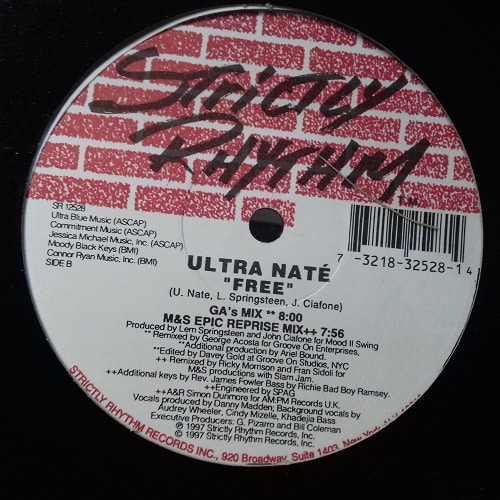 STRICTLY
RHYTHM
TM
SR 12528
Ultra Blue Music (ASCAP)
Commitment Music (ASCAP)
Jessica Michael Music, Inc. (ASCAP)
Moody Black Keys (BMI)
Connor Ryan Music, Inc. (BMI)
SIDE B
7 -3218-32528-1 4
ULTRA NATÉ
"FREE"
(U. Nate, L. Springsteen, J. Ciafone)
GA's MIX ** 8:00
M&S EPIC REPRISE MIX++ 7:56
Produced by Lem Springsteen and John Ciafone for Mood II Swing
** Remixed by George Acosta for Groove On Enterprises,
**Additional production by Ariel Bound.
**Edited by Davey Gold at Groove On Studios, NYC
++ Remixed by Ricky Morrison and Fran Sidoli for
M&S productions with Slam Jam.
++Additional keys by Rev. James Fowler Bass by Richie Bad Boy Ramsey.
++Engineered by SPAG
++A&R Simon Dunmore for AM:PM Records U.K.
Vocals produced by Danny Madden; Background vocals by
Audrey Wheeler, Cindy Mizelle, Khadejia Bass
Executive Producers: G. Pizarro and Bill Coleman
℗ 1997 Strictly Rhythm Records, Inc.
© 1997 Strictly Rhythm Records, Inc.
STRICTLY RHYTHM RECORDS INC., 920 Broadway, Suite 1403, New York, N.Y.